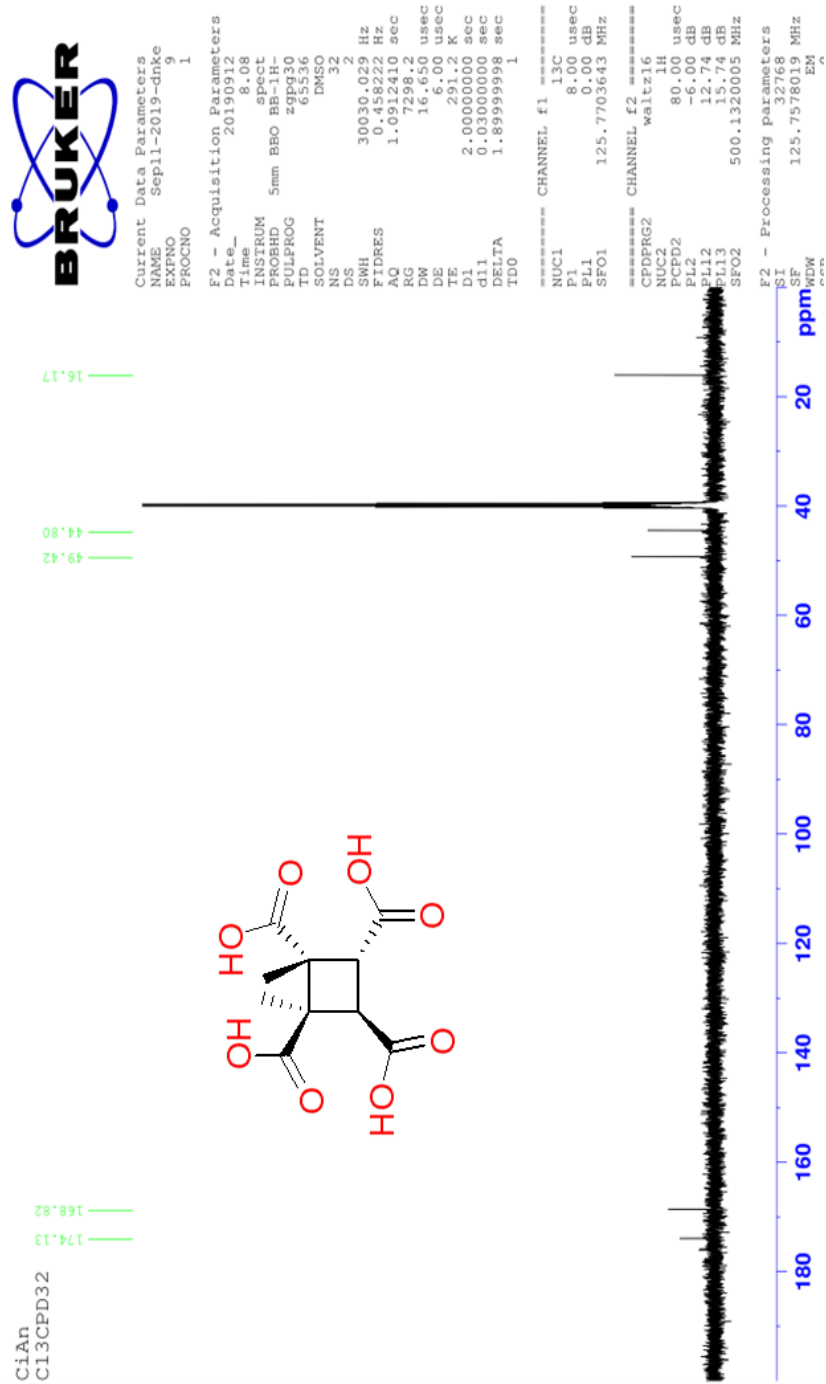 CiAn
C13CPD32
174.13
168.82
49.42
44.80
16.17
BRUKER
Current Data Parameters
NAME Sep11-2019-dnke
EXPNO 9
PROCNO 1
F2 - Acquisition Parameters
Date_ 20190912
Time 8.08
INSTRUM spect
PROBHD 5mm BBO BB-1H-
PULPROG zgpg30
TD 65536
SOLVENT DMSO
NS 32
DS 2
SWH 30030.029 Hz
FIDRES 0.458222 Hz
AQ 1.0912410 sec
RG 7298.2
DW 16.650 usec
DE 6.00 usec
TE 291.2 K
D1 2.00000000 sec
d11 0.03000000 sec
DELTA 1.89999998 sec
TD0 1
======== CHANNEL f1 ========
NUC1 13C
P1 8.00 usec
PL1 0.00 dB
SFO1 125.7703643 MHz
======== CHANNEL f2 ========
CPDPRG2 waltz16
NUC2 1H
PCPD2 80.00 usec
PL2 -6.00 dB
PL12 12.74 dB
PL13 15.74 dB
SFO2 500.1320005 MHz
F2 - Processing parameters
SI 32768
SF 125.7578019 MHz
WDW EM
HO
O
HO
O
OH
O
OH
O
180 160 140 120 100 80 60 40 20 ppm